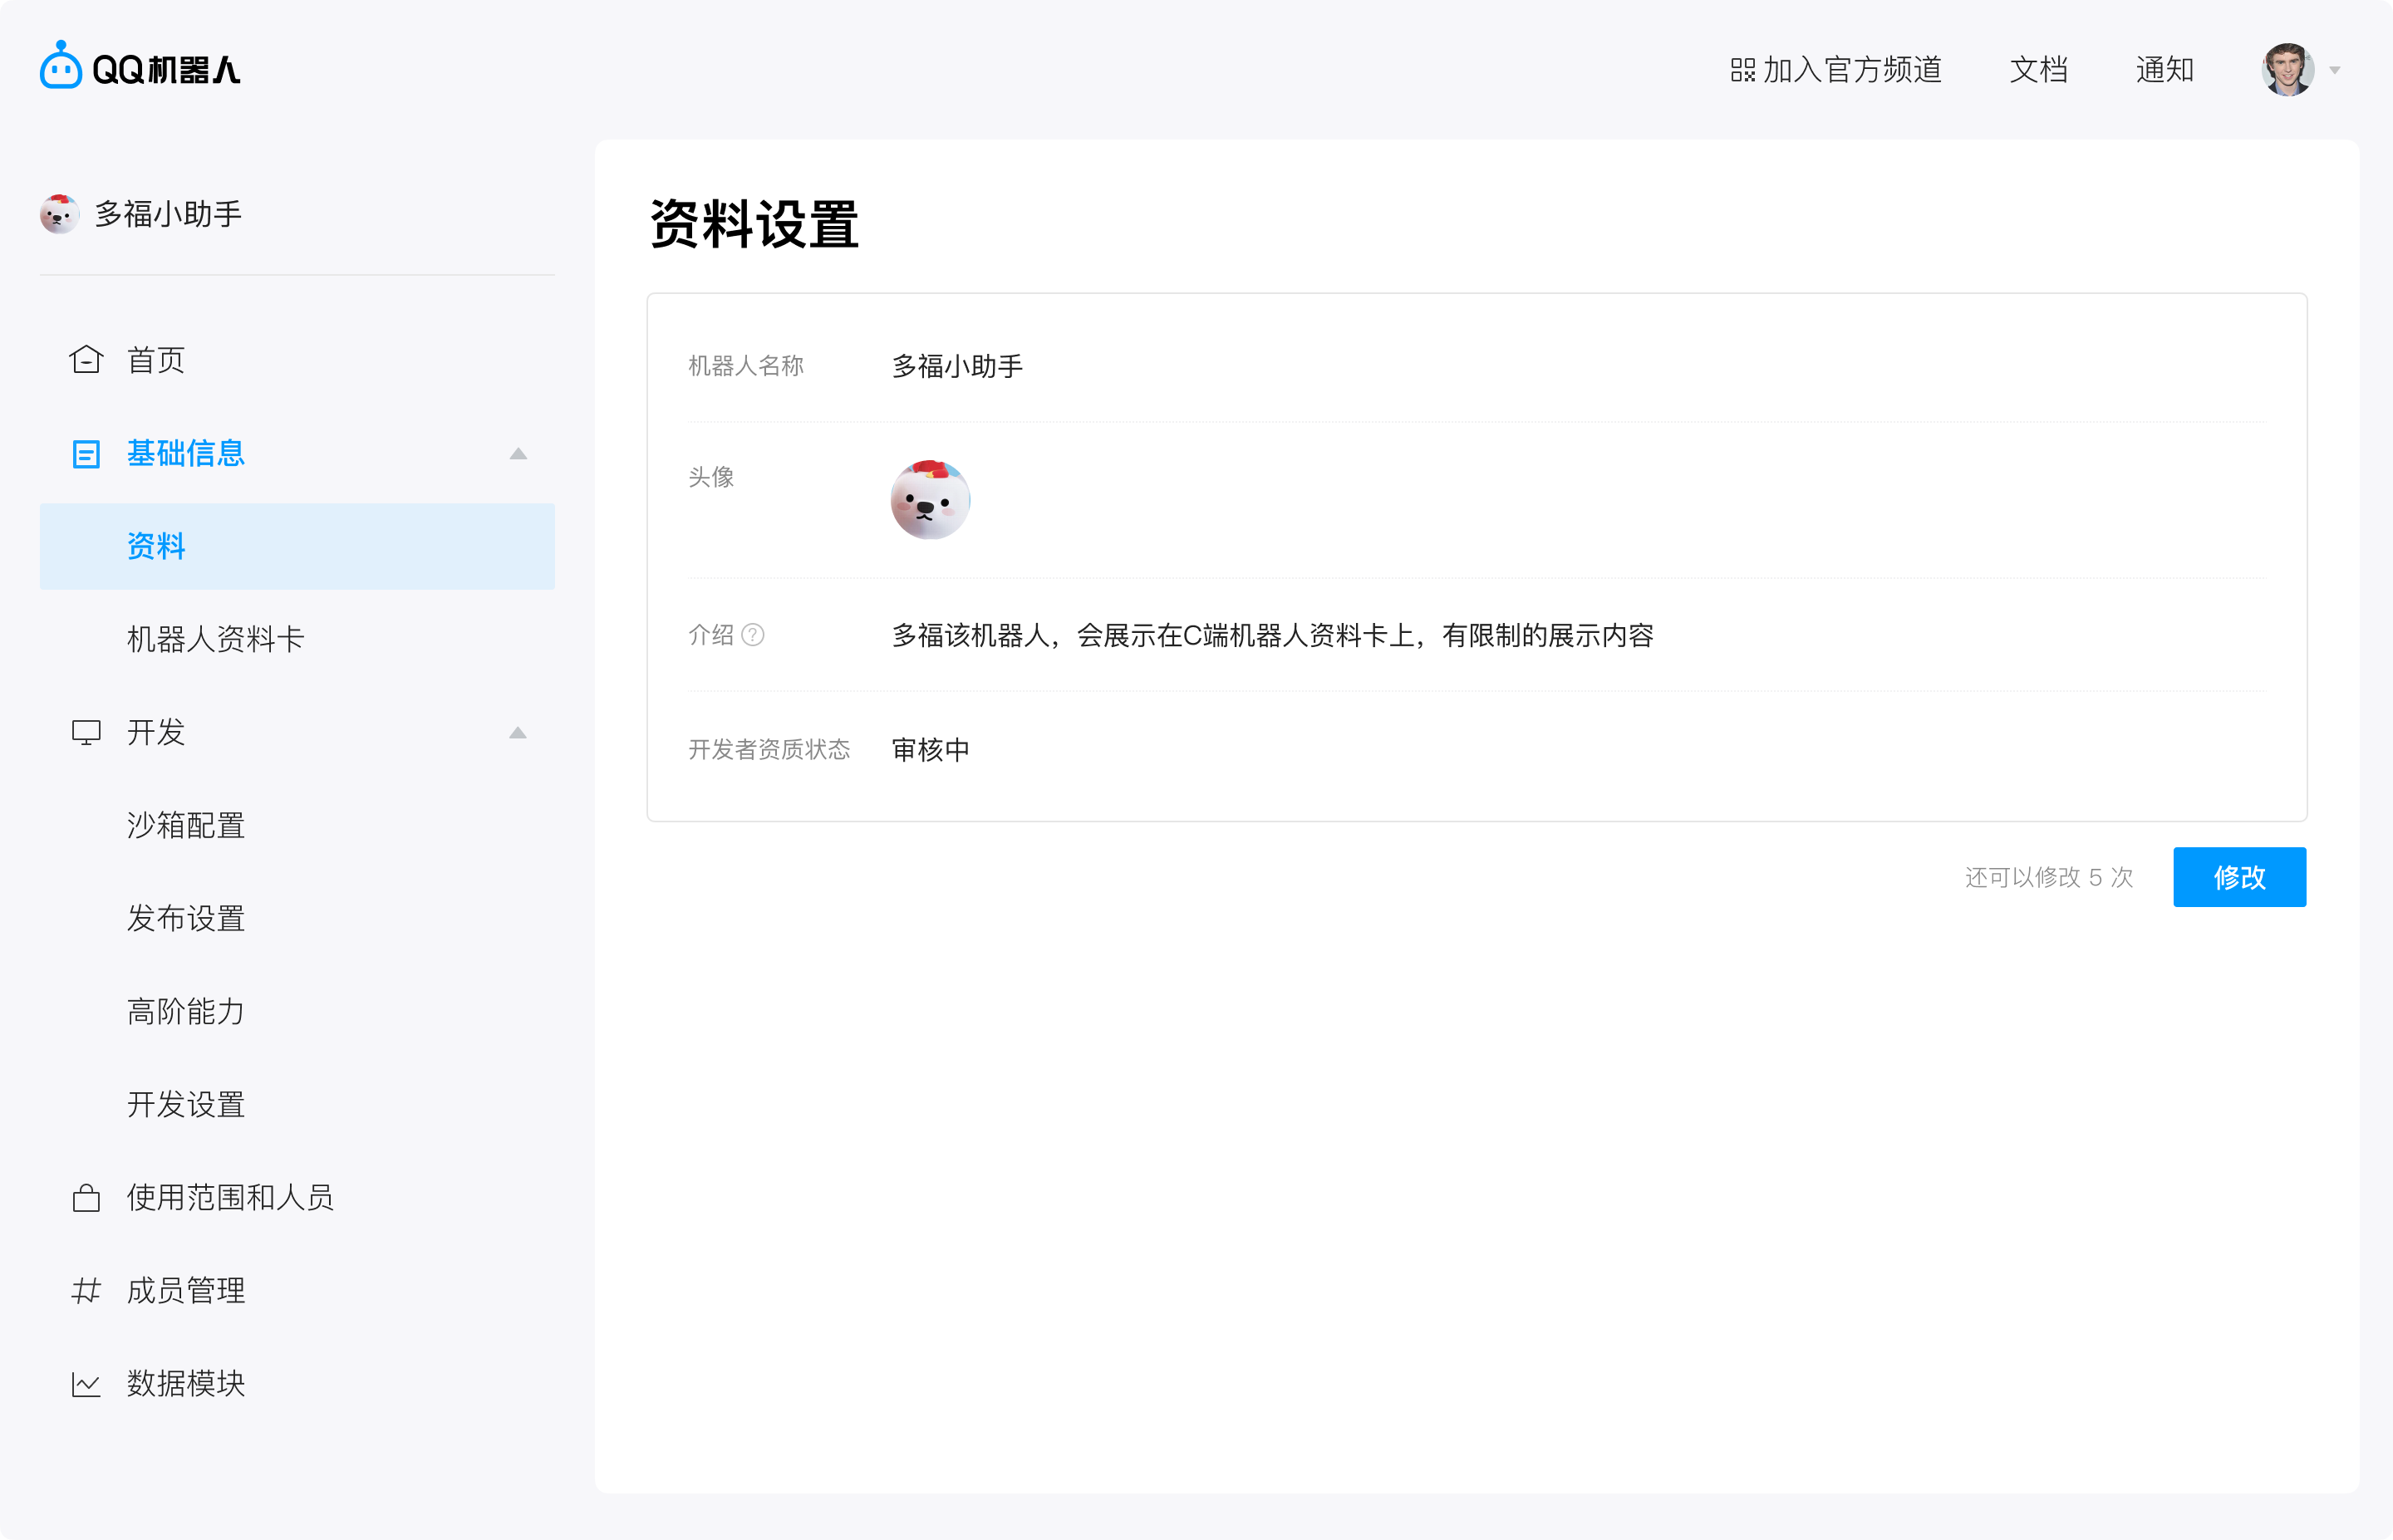 QQ机器人
加入官方频道 文档 通知
多福小助手
首页
基础信息
资料
机器人资料卡
开发
沙箱配置
发布设置
高阶能力
开发设置
使用范围和人员
成员管理
数据模块
资料设置
机器人名称 多福小助手
头像
介绍 ? 多福该机器人，会展示在C端机器人资料卡上，有限制的展示内容
开发者资质状态 审核中
还可以修改 5 次 修改